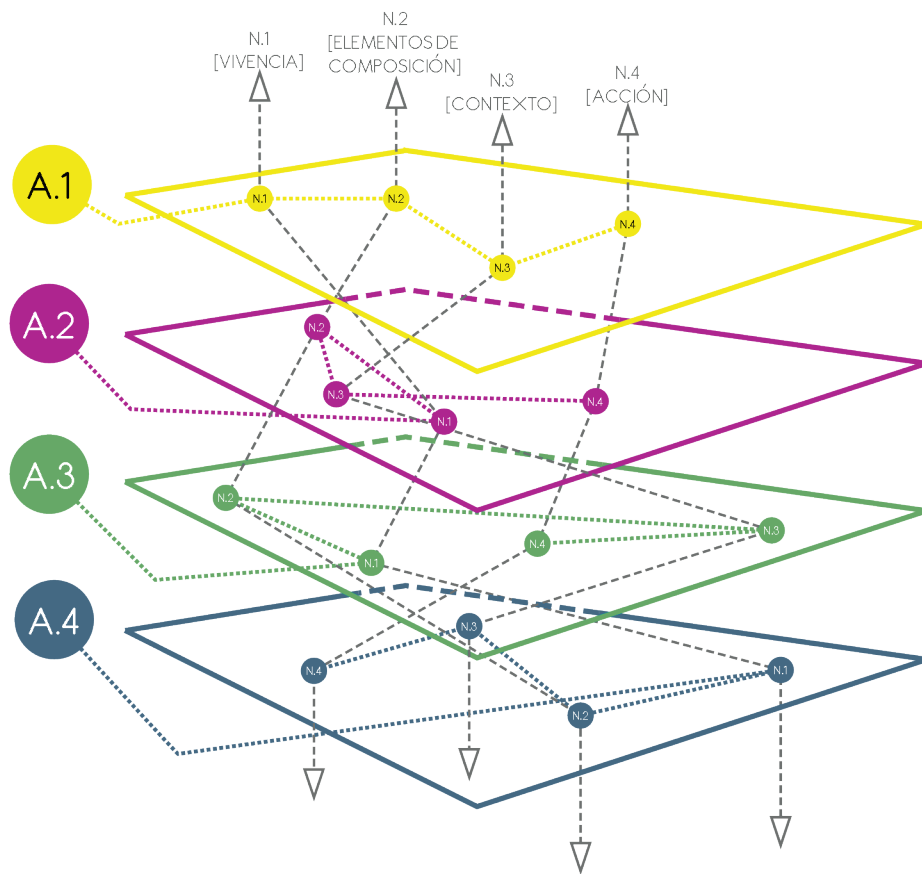 N.1
[VIVENCIA]
N.2
[ELEMENTOS DE
COMPOSICIÓN]
N.3
[CONTEXTO]
N.4
[ACCIÓN]
A.1
N.1
N.2
N.3
N.4
A.2
N.2
N.3
N.1
N.4
A.3
N.2
N.1
N.4
N.3
A.4
N.3
N.4
N.2
N.1